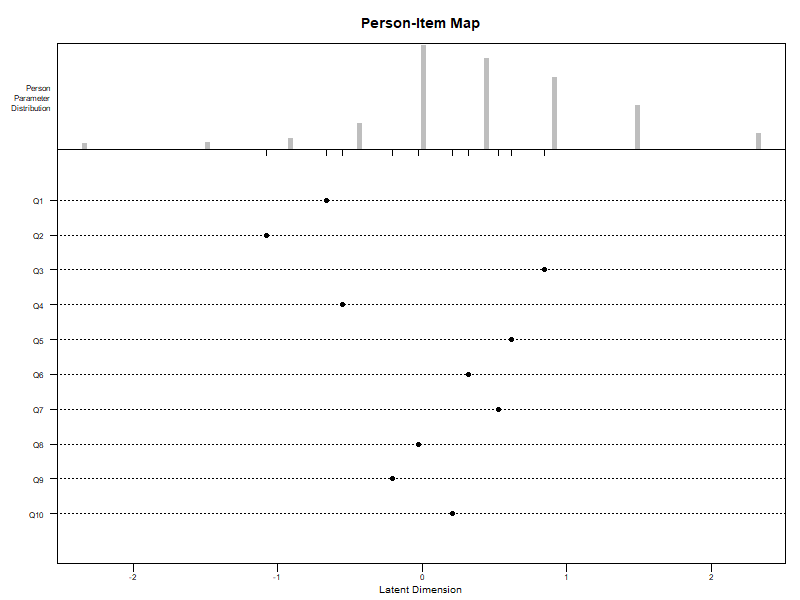 Person-Item Map
Person
Parameter
Distribution
Q1
Q2
Q3
Q4
Q5
Q6
Q7
Q8
Q9
Q10
-2 -1 0 1 2
Latent Dimension